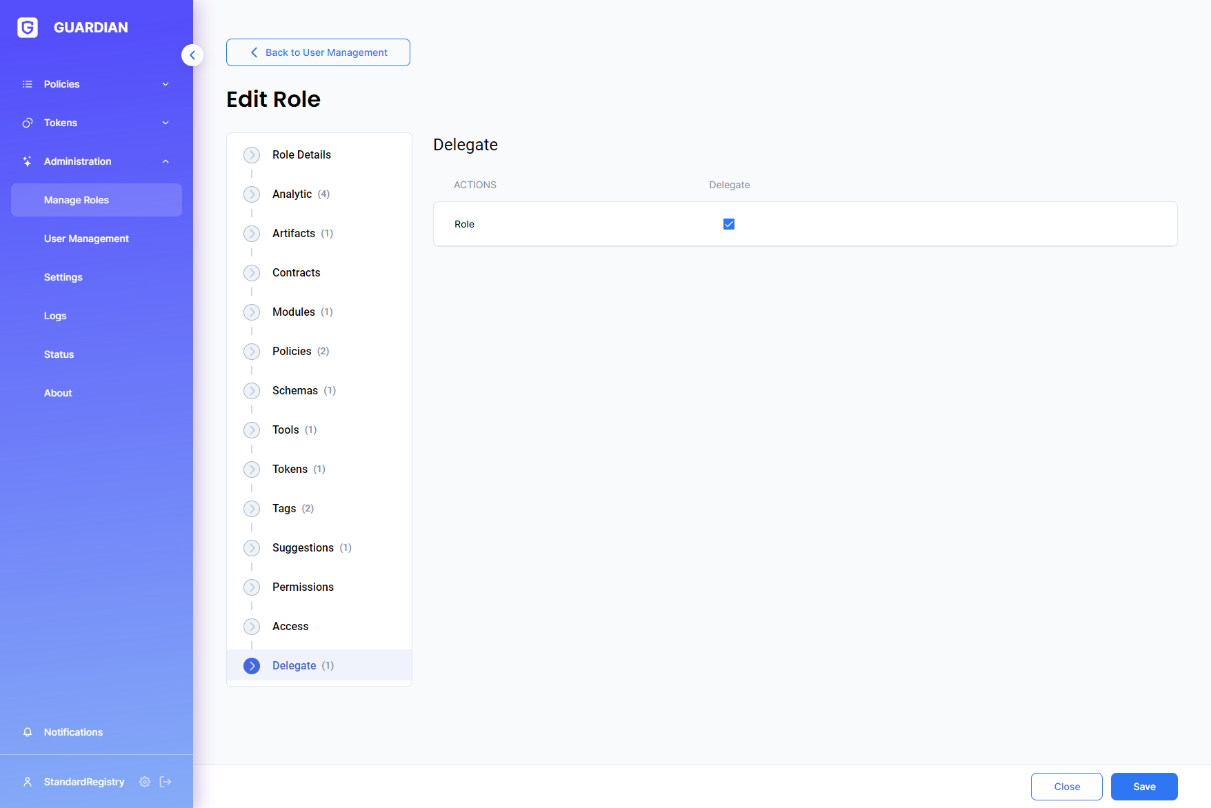 GUARDIAN
Policies
Tokens
Administration
Manage Roles
User Management
Settings
Logs
Status
About
Notifications
StandardRegistry
Back to User Management
Edit Role
Role Details
Analytic (4)
Artifacts (1)
Contracts
Modules (1)
Policies (2)
Schemas (1)
Tools (1)
Tokens (1)
Tags (2)
Suggestions (1)
Permissions
Access
Delegate (1)
Delegate
ACTIONS Delegate
Role
Close Save